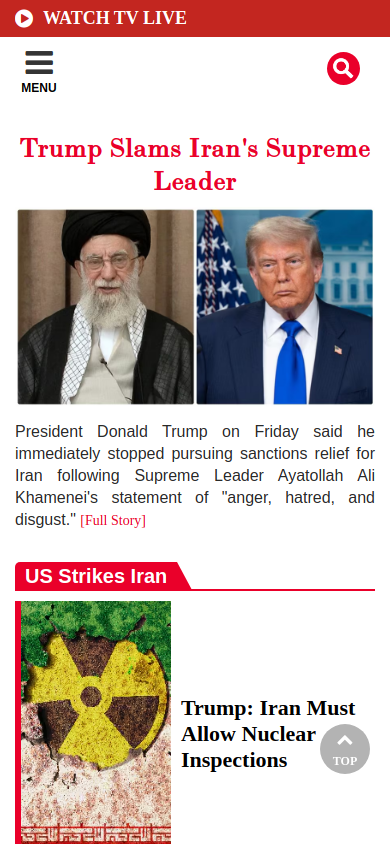 WATCH TV LIVE
MENU
Trump Slams Iran's Supreme
Leader
President Donald Trump on Friday said he
immediately stopped pursuing sanctions relief for
Iran following Supreme Leader Ayatollah Ali
Khamenei's statement of "anger, hatred, and
disgust." [Full Story]
US Strikes Iran
Trump: Iran Must
Allow Nuclear
Inspections
TOP